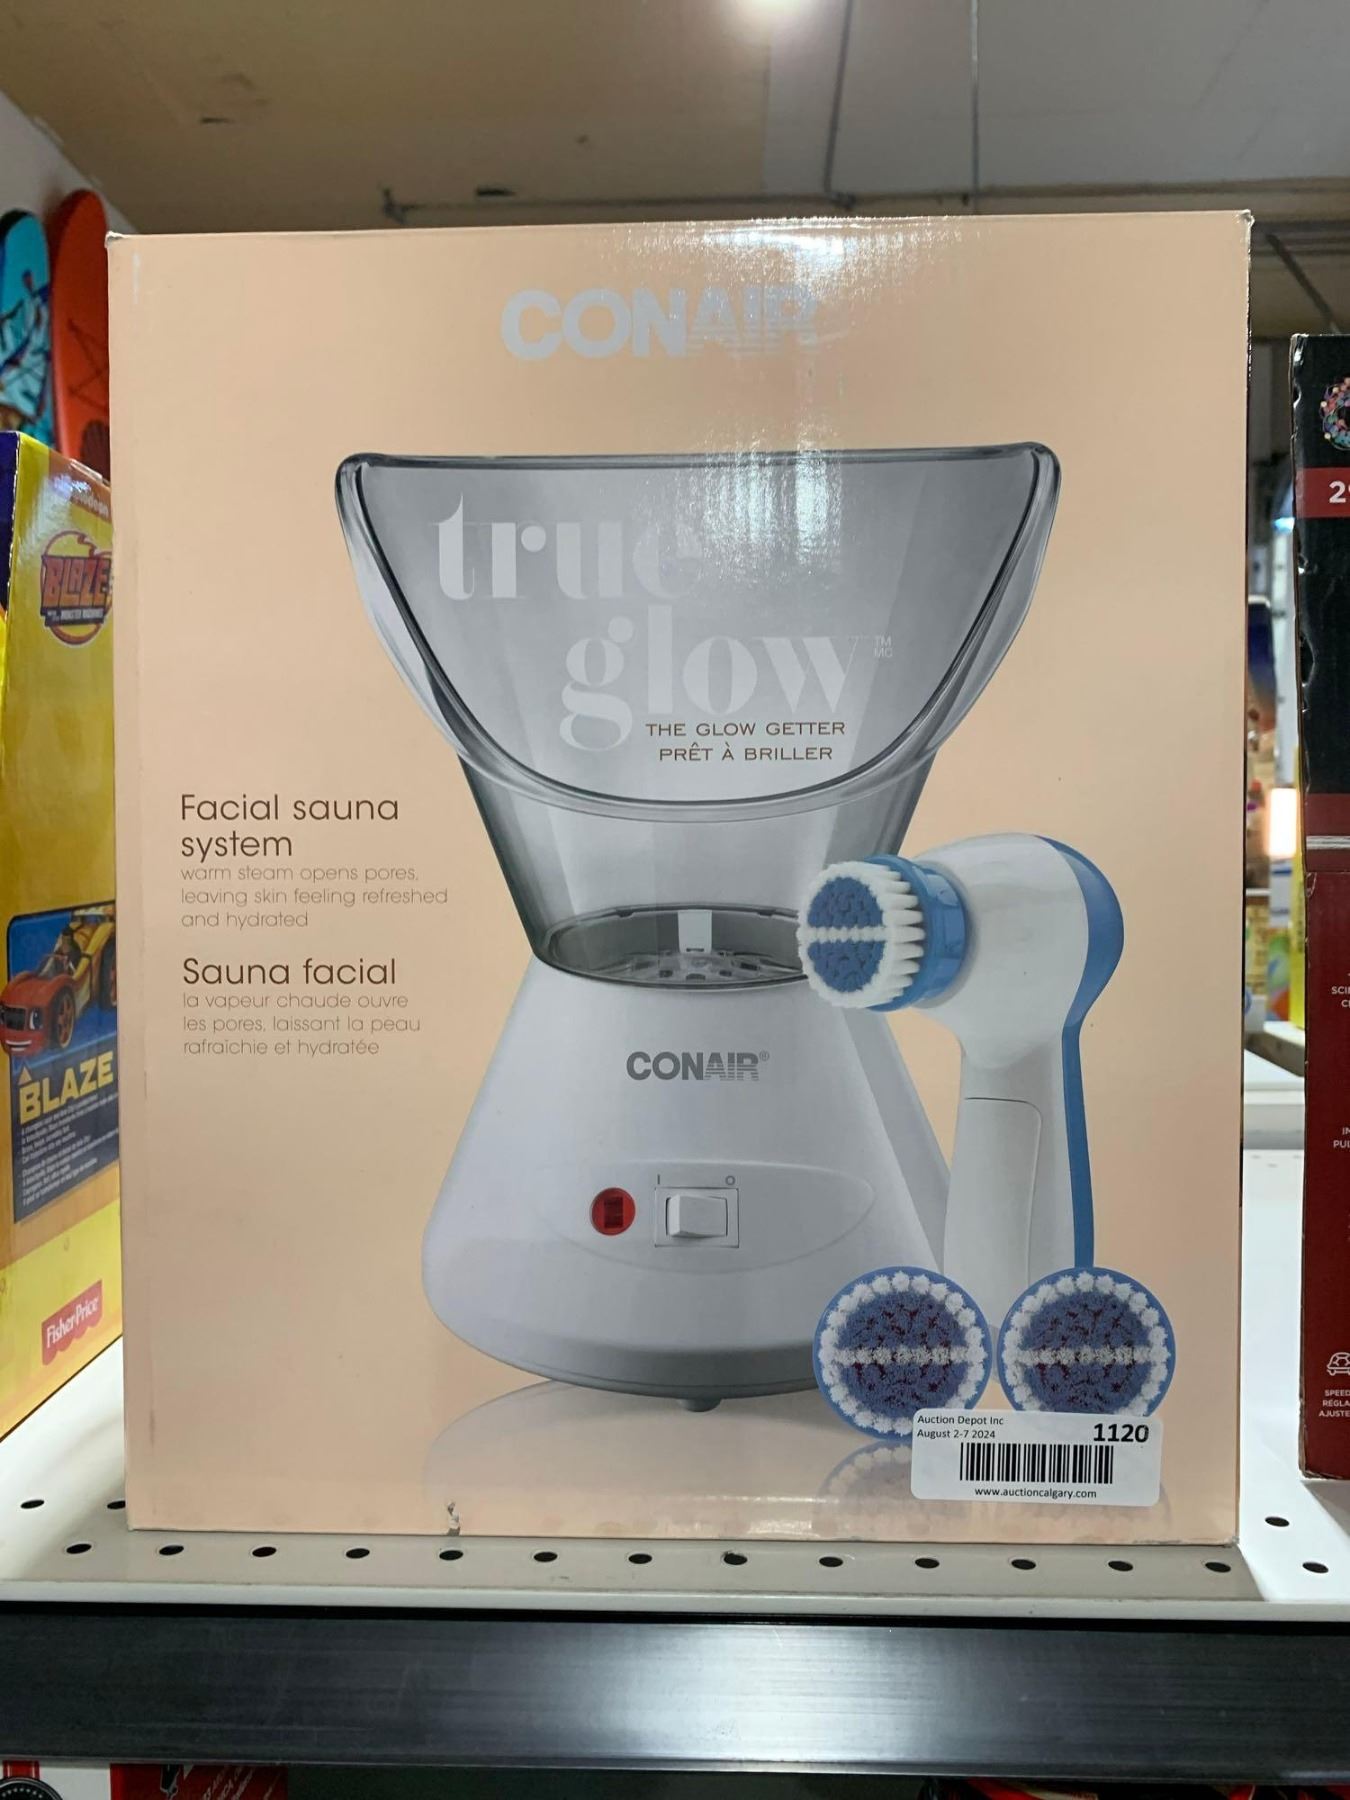 CONAIR
true
glow
TM
MC
THE GLOW GETTER
PRÊT À BRILLER
Facial sauna
system
warm steam opens pores,
leaving skin feeling refreshed
and hydrated
Sauna facial
la vapeur chaude ouvre
les pores, laissant la peau
rafraîchie et hydratée
CONAIR®
I O
Auction Depot Inc
August 2-7 2024
1120
www.auctioncalgary.com
BLAZE
BLAZE
Fisher-Price